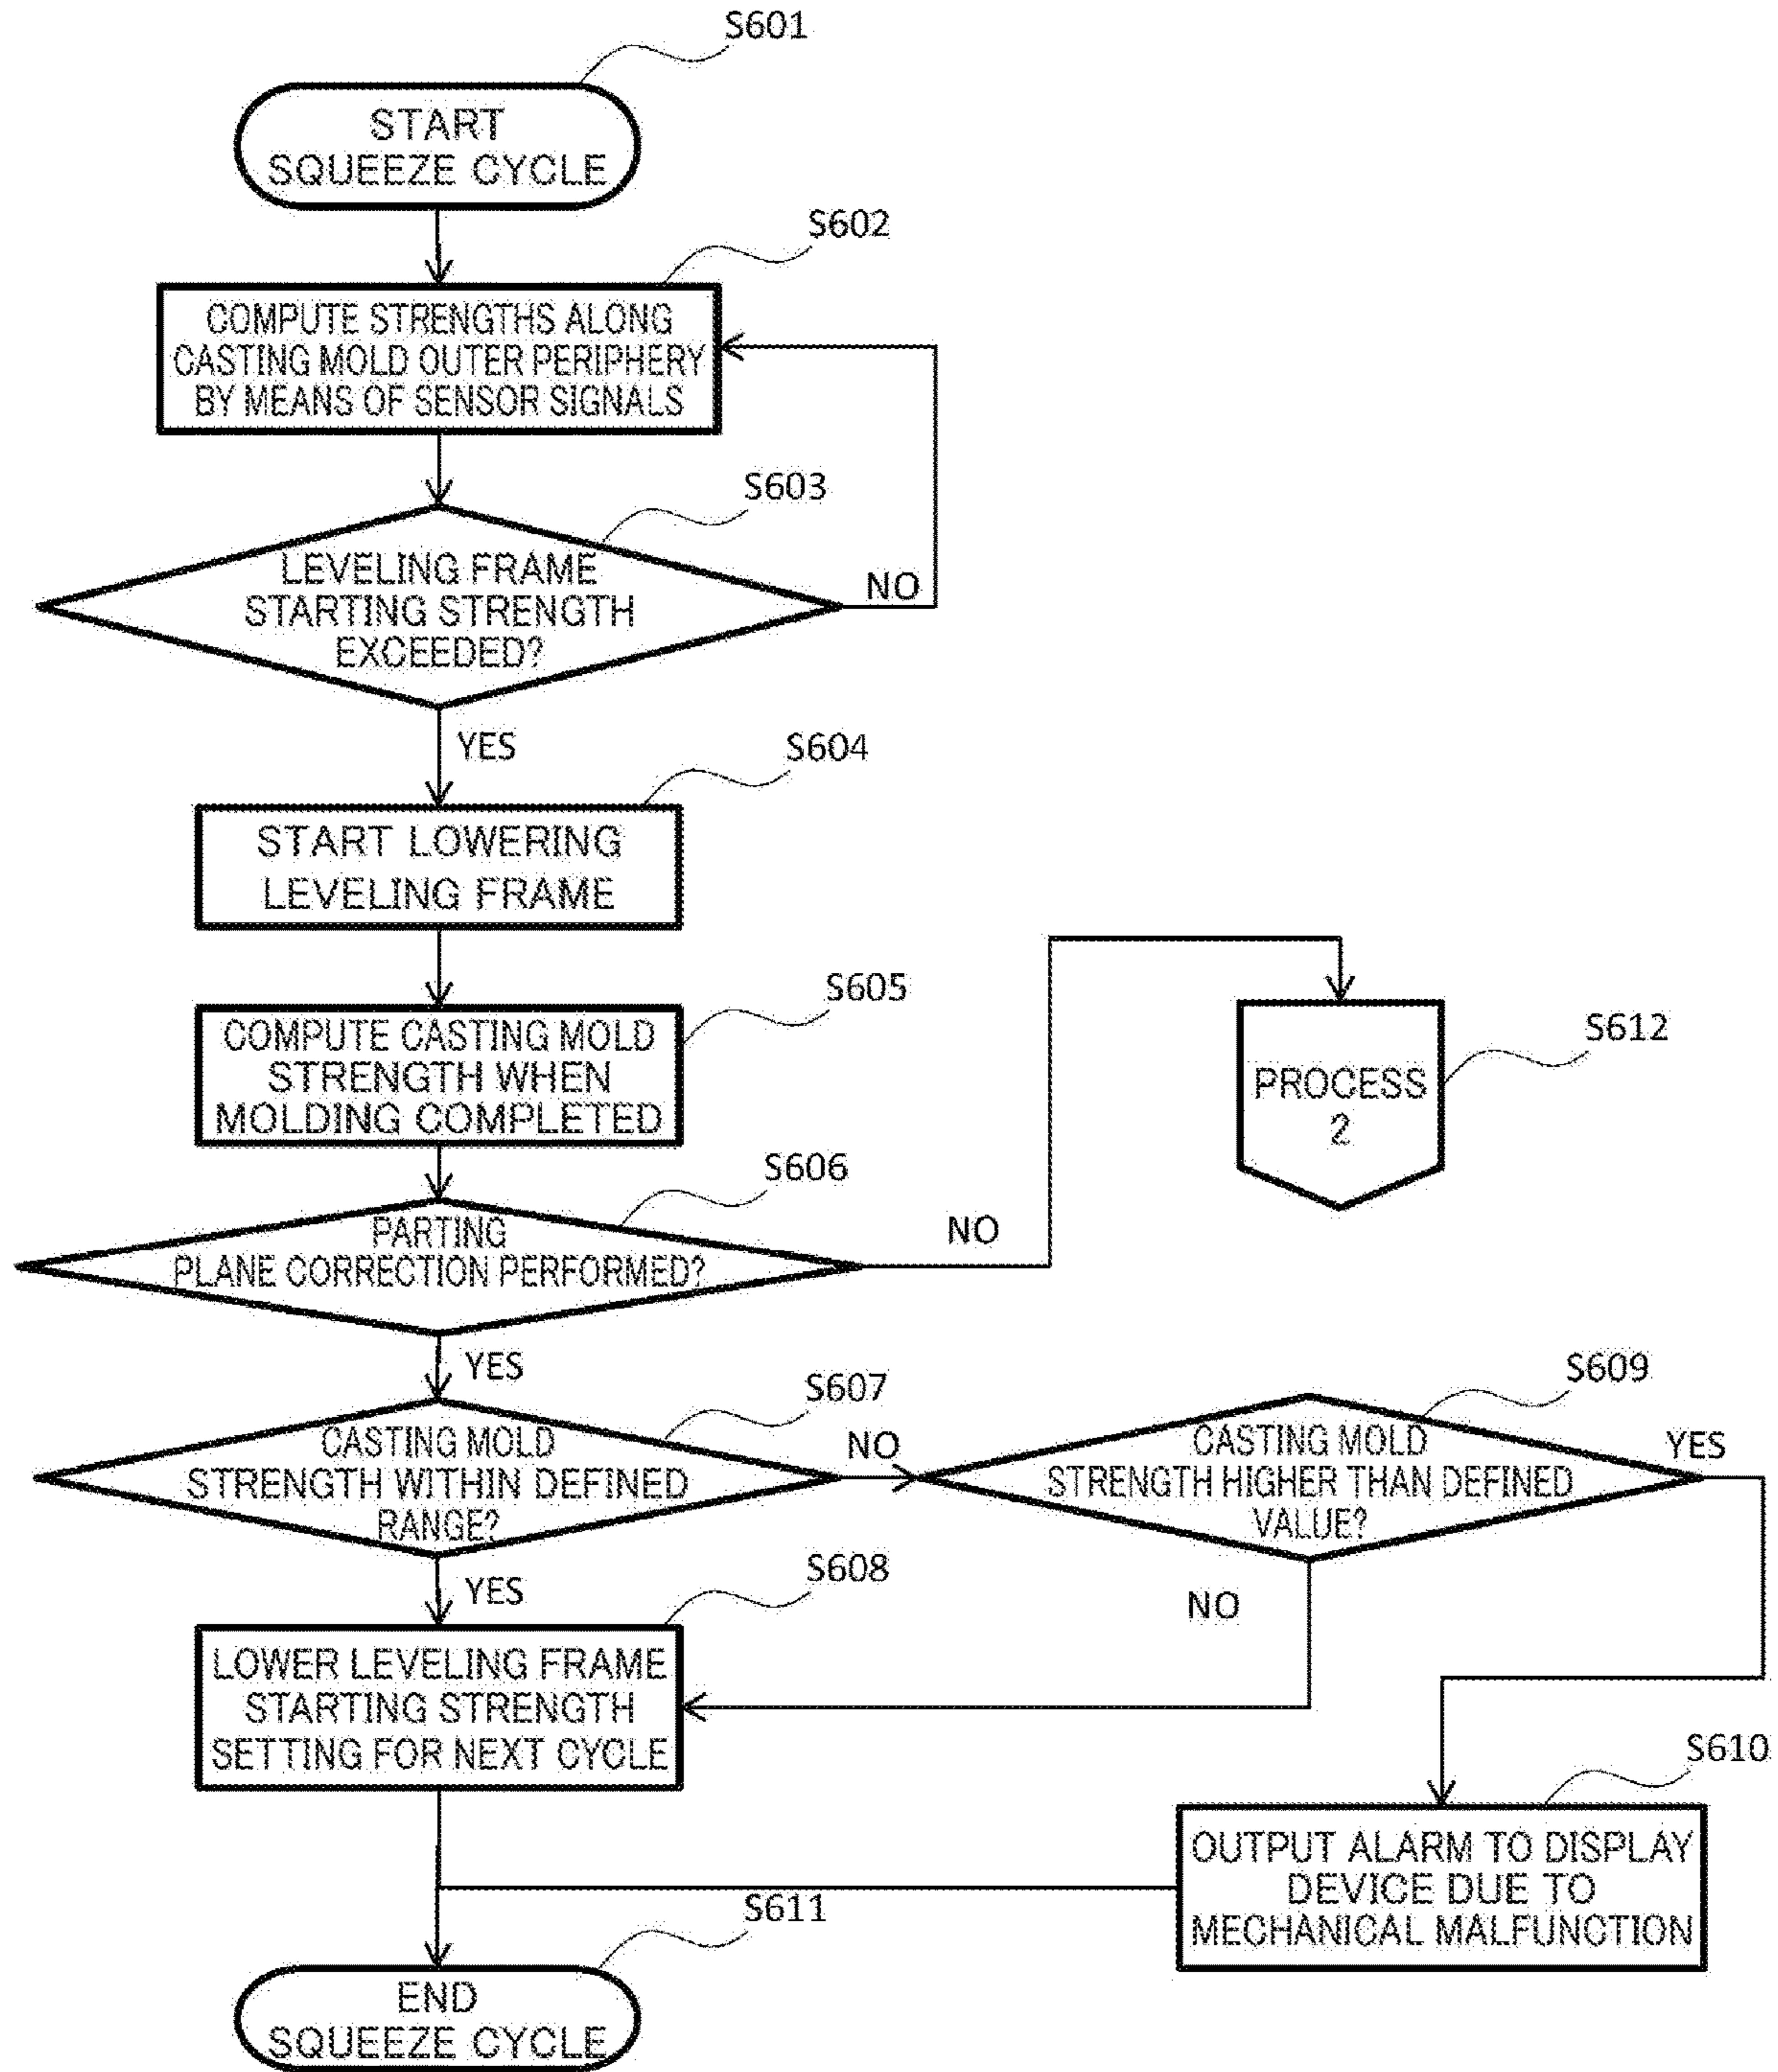 S601
START
SQUEEZE CYCLE
S602
COMPUTE STRENGTHS ALONG
CASTING MOLD OUTER PERIPHERY
BY MEANS OF SENSOR SIGNALS
S603
LEVELING FRAME
STARTING STRENGTH
EXCEEDED?
NO
YES
S604
START LOWERING
LEVELING FRAME
S605
COMPUTE CASTING MOLD
STRENGTH WHEN
MOLDING COMPLETED
S612
PROCESS
2
S606
PARTING
PLANE CORRECTION PERFORMED?
NO
YES
S607
CASTING MOLD
STRENGTH WITHIN DEFINED
RANGE?
NO
S609
CASTING MOLD
STRENGTH HIGHER THAN DEFINED
VALUE?
YES
YES
NO
S608
LOWER LEVELING FRAME
STARTING STRENGTH
SETTING FOR NEXT CYCLE
S610
OUTPUT ALARM TO DISPLAY
DEVICE DUE TO
MECHANICAL MALFUNCTION
S611
END
SQUEEZE CYCLE